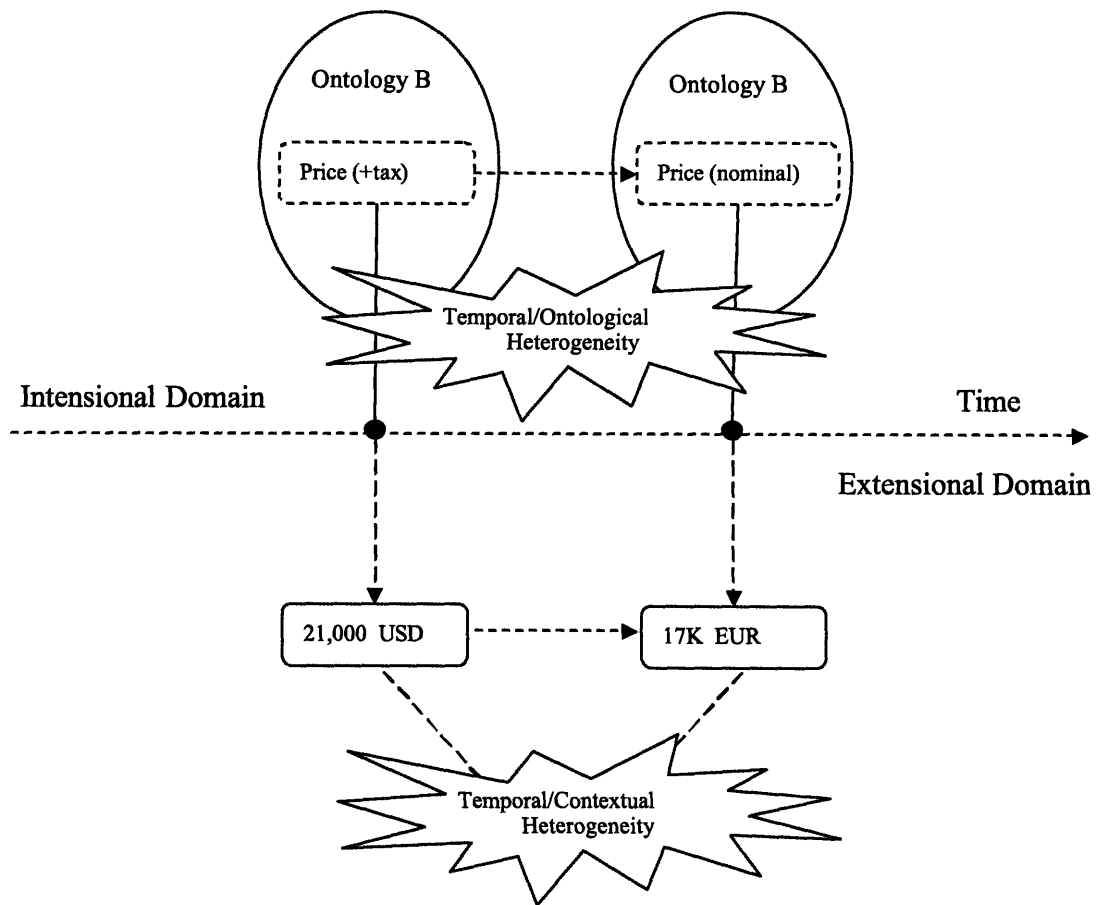 Ontology B
Ontology B
Price (+tax)
Price (nominal)
Temporal/Ontological
Heterogeneity
Intensional Domain
Time
Extensional Domain
21,000 USD
17K EUR
Temporal/Contextual
Heterogeneity